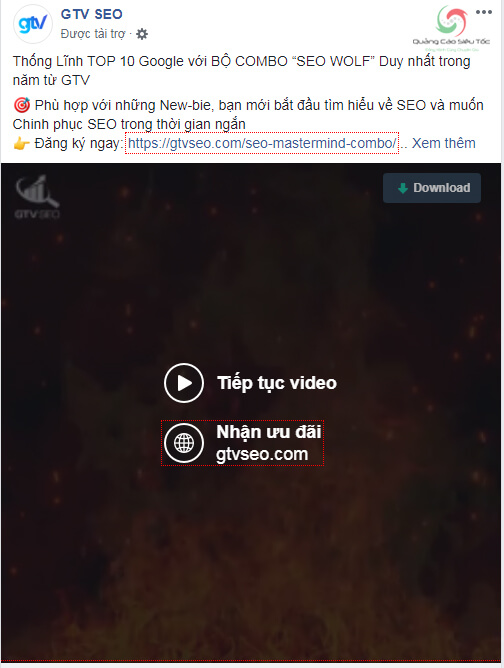 gtv
GTV SEO
Được tài trợ ·
Quảng Cáo Siêu Tốc
Thống Lĩnh TOP 10 Google với BỘ COMBO “SEO WOLF” Duy nhất trong
năm từ GTV
🎯 Phù hợp với những New-bie, bạn mới bắt đầu tìm hiểu về SEO và muốn
Chinh phục SEO trong thời gian ngắn
👉 Đăng ký ngay: https://gtvseo.com/seo-mastermind-combo/.. Xem thêm
GTV SEO
Download
Tiếp tục video
Nhận ưu đãi
gtvseo.com